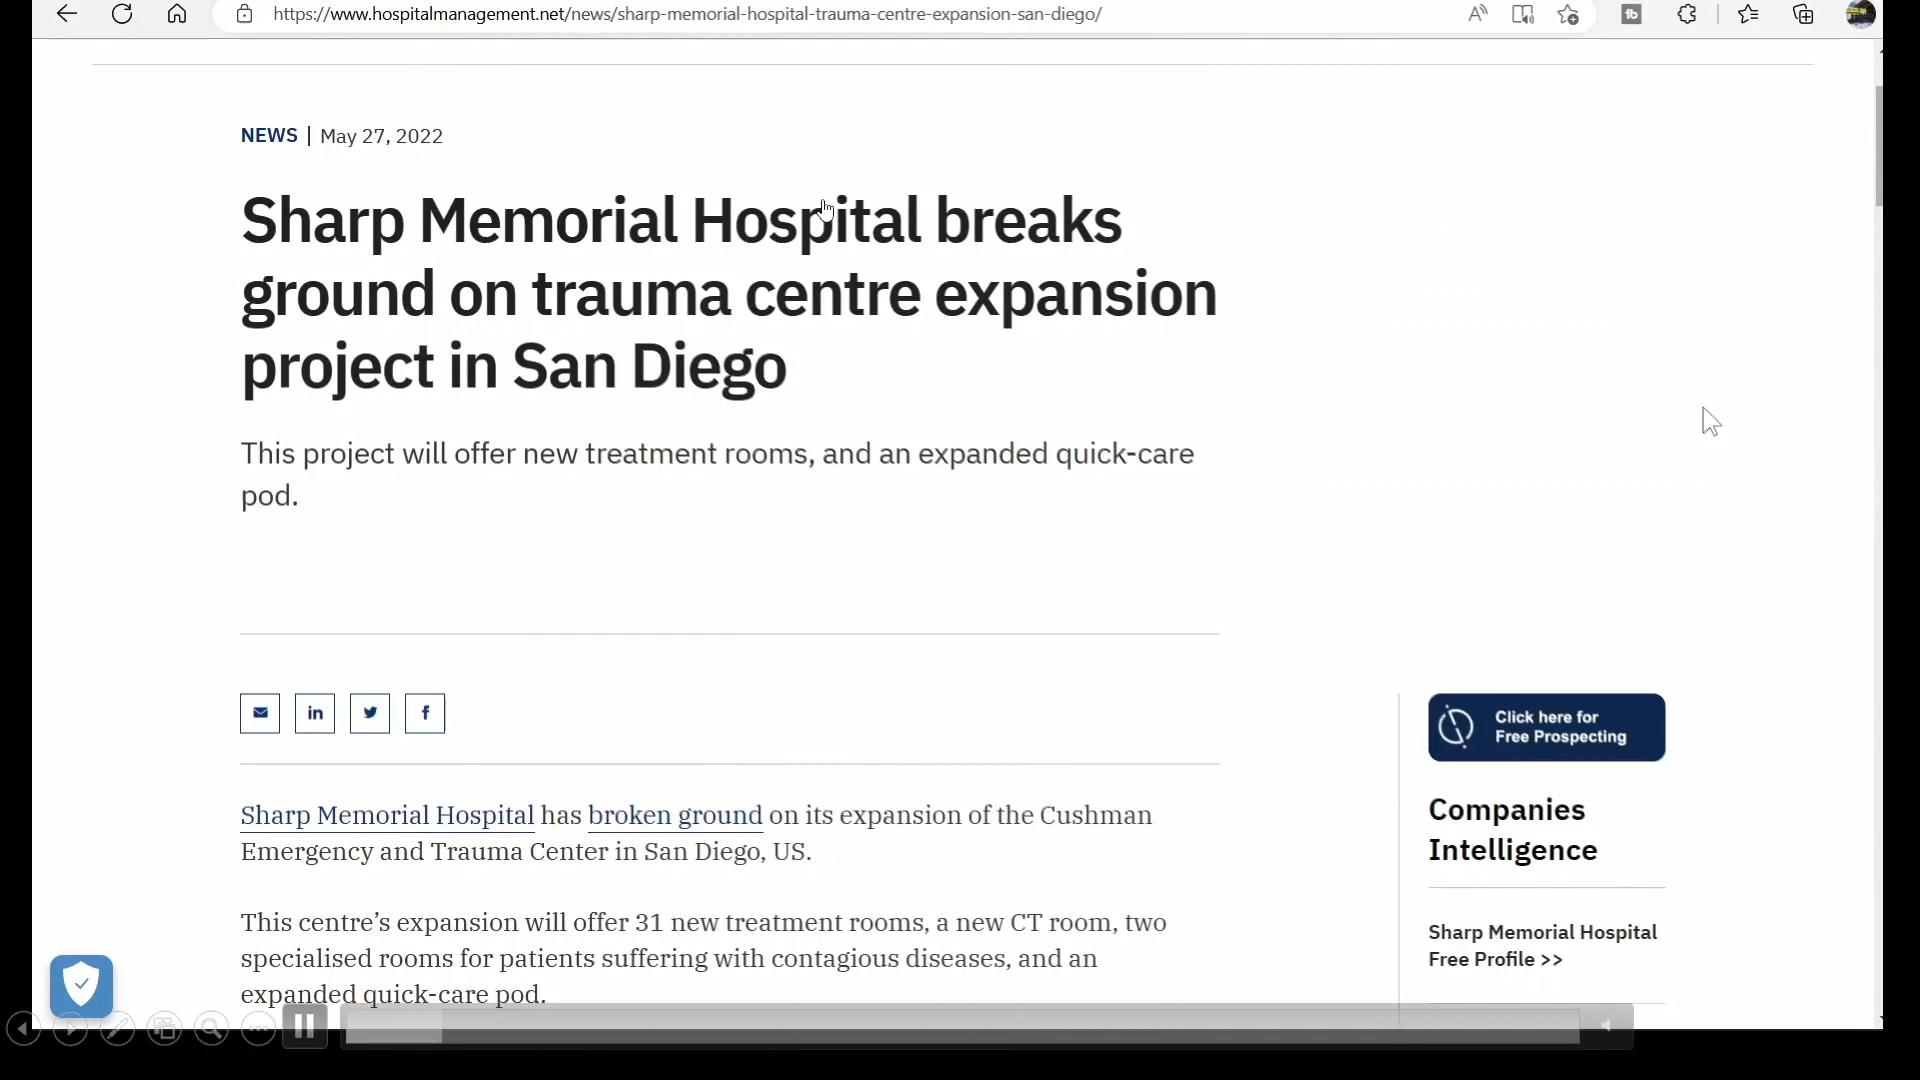 https://www.hospitalmanagement.net/news/sharp-memorial-hospital-trauma-centre-expansion-san-diego/
NEWS | May 27, 2022
Sharp Memorial Hospital breaks
ground on trauma centre expansion
project in San Diego
This project will offer new treatment rooms, and an expanded quick-care
pod.
Click here for
Free Prospecting
Sharp Memorial Hospital has broken ground on its expansion of the Cushman
Emergency and Trauma Center in San Diego, US.
This centre’s expansion will offer 31 new treatment rooms, a new CT room, two
specialised rooms for patients suffering with contagious diseases, and an
expanded quick-care pod.
Companies
Intelligence
Sharp Memorial Hospital
Free Profile >>